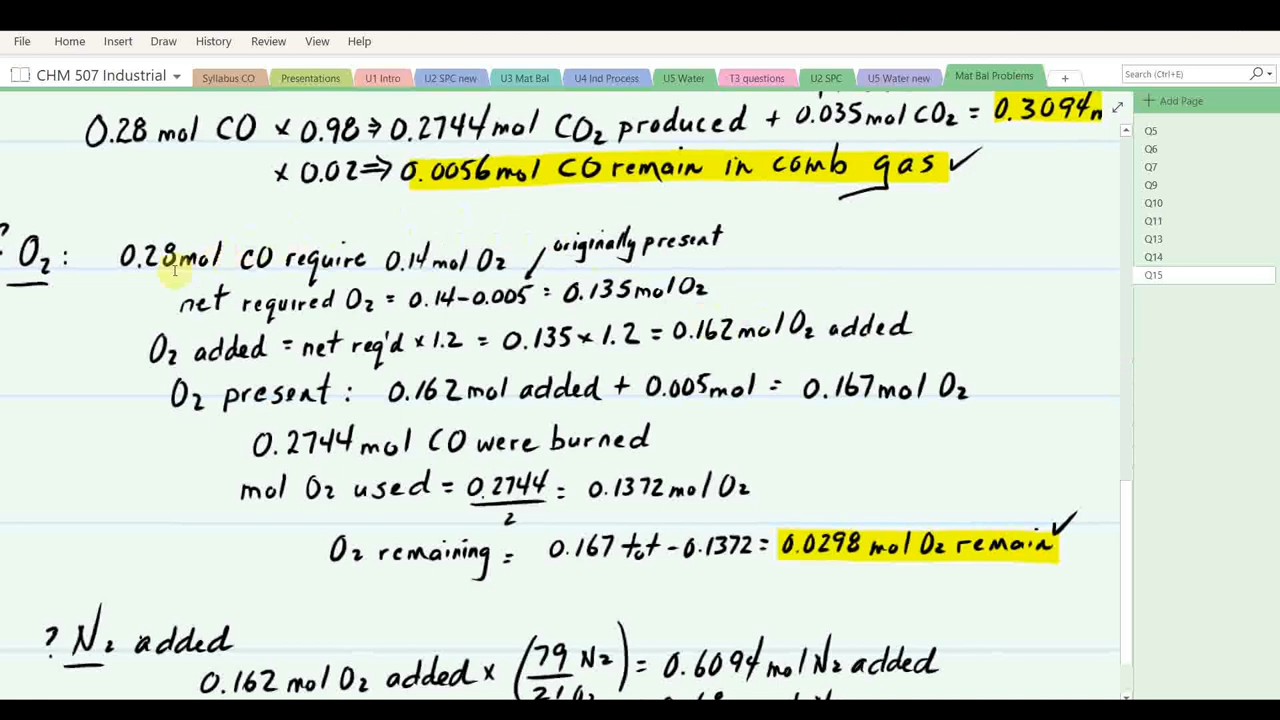 File Home Insert Draw History Review View Help
CHM 507 Industrial Syllabus CO Presentations U1 Intro U2 SPC new U3 Mat Bal U4 Ind Process U5 Water T3 questions U2 SPC U5 Water new Mat Bal Problems + Search (Ctrl+E)
+ Add Page
Q5
Q6
Q7
Q9
Q10
Q11
Q13
Q14
Q15
0.28 mol CO × 0.98 ⇒ 0.2744 mol CO₂ produced + 0.035 mol CO₂ = 0.3094
× 0.02 ⇒ 0.0056 mol CO remain in comb gas ✓
? O₂: 0.28 mol CO require 0.14 mol O₂ originally present
net required O₂ = 0.14 - 0.005 = 0.135 mol O₂
O₂ added = net req'd × 1.2 = 0.135 × 1.2 = 0.162 mol O₂ added
O₂ present: 0.162 mol added + 0.005 mol = 0.167 mol O₂
0.2744 mol CO were burned
mol O₂ used = 0.2744/2 = 0.1372 mol O₂
O₂ remaining = 0.167 tot - 0.1372 = 0.0298 mol O₂ remain ✓
? N₂ added
0.162 mol O₂ added × (79 N₂/21 O₂) = 0.6094 mol N₂ added